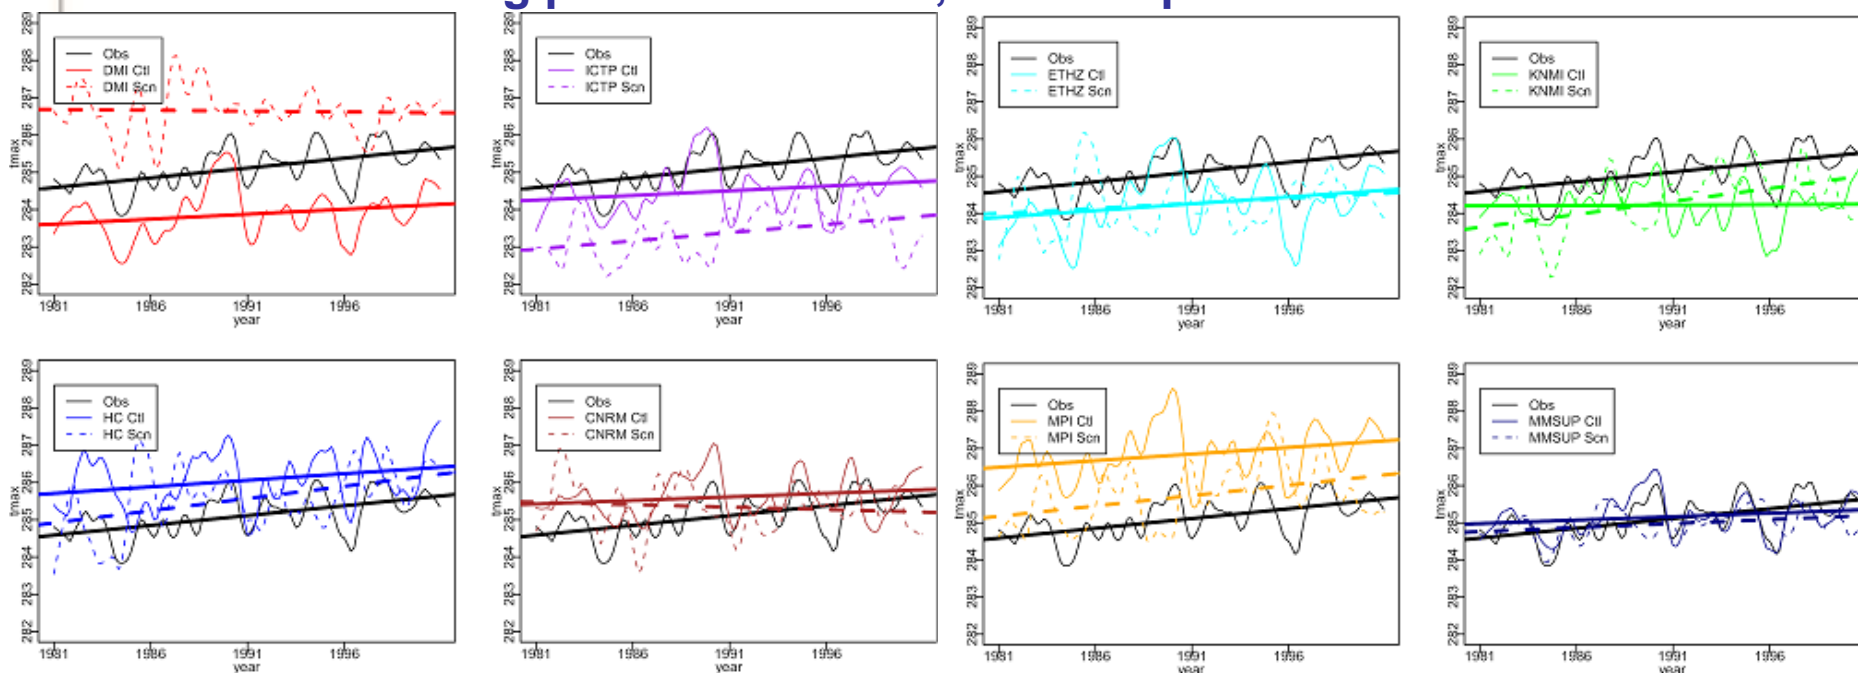 Obs
DMI Ctl
DMI Scn
tmax
289
288
287
286
285
284
283
282
1981
1986
1991
1996
year
Obs
ICTP Ctl
ICTP Scn
tmax
289
288
287
286
285
284
283
282
1981
1986
1991
1996
year
Obs
ETHZ Ctl
ETHZ Scn
tmax
289
288
287
286
285
284
283
282
1981
1986
1991
1996
year
Obs
KNMI Ctl
KNMI Scn
tmax
289
288
287
286
285
284
283
282
1981
1986
1991
1996
year
Obs
HC Ctl
HC Scn
tmax
289
288
287
286
285
284
283
282
1981
1986
1991
1996
year
Obs
CNRM Ctl
CNRM Scn
tmax
289
288
287
286
285
284
283
282
1981
1986
1991
1996
year
Obs
MPI Ctl
MPI Scn
tmax
289
288
287
286
285
284
283
282
1981
1986
1991
1996
year
Obs
MMSUP Ctl
MMSUP Scn
tmax
289
288
287
286
285
284
283
282
1981
1986
1991
1996
year